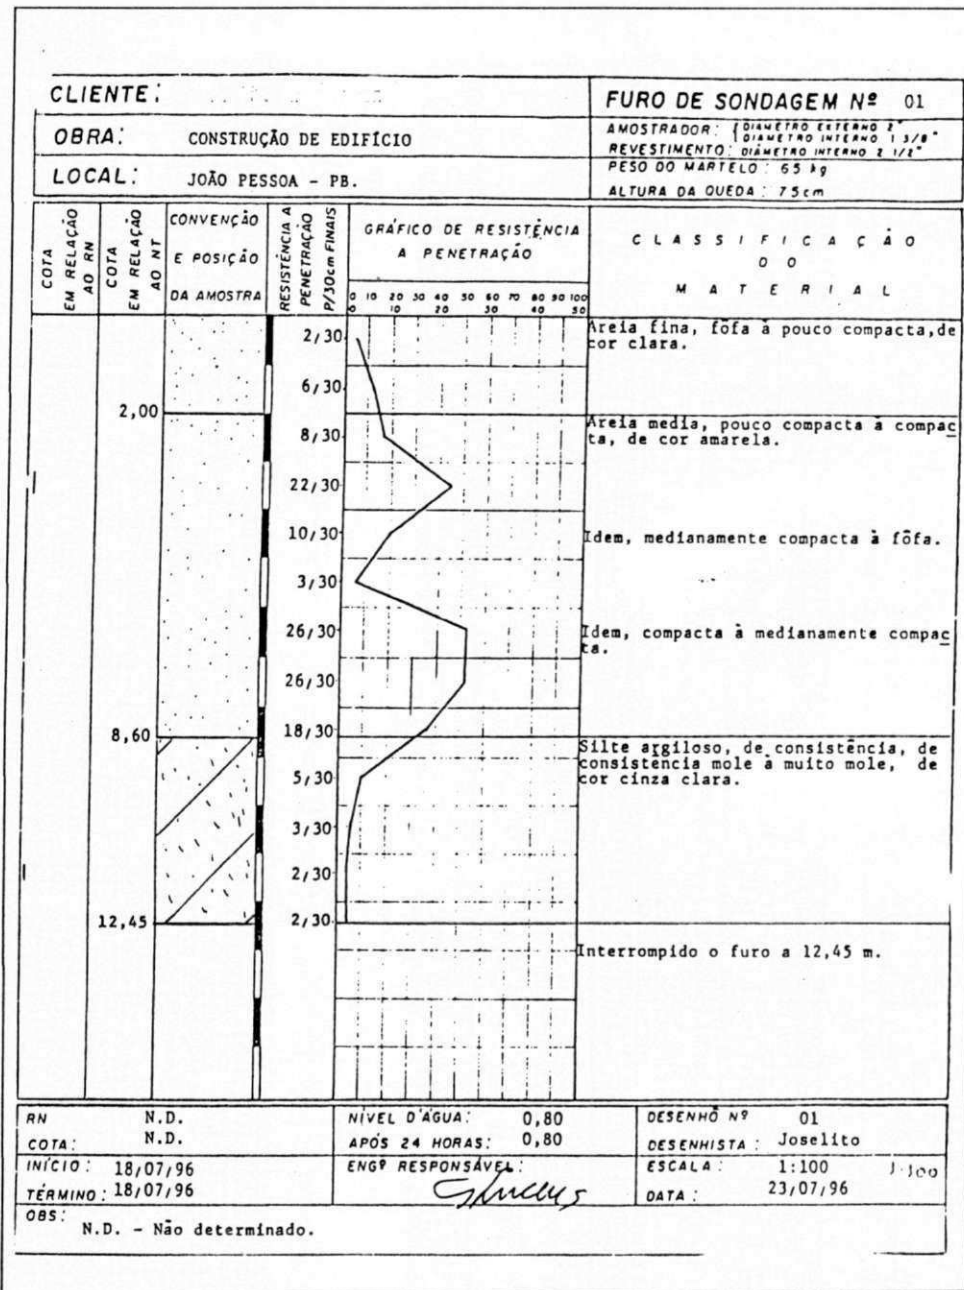 CLIENTE:
FURO DE SONDAGEM Nº 01
OBRA: CONSTRUÇÃO DE EDIFÍCIO
AMOSTRADOR: { DIAMETRO EXTERNO 2"
DIAMETRO INTERNO 1 3/8"
REVESTIMENTO: DIAMETRO INTERNO 2 1/2"
LOCAL: JOÃO PESSOA - PB.
PESO DO MARTELO : 65 kg
ALTURA DA QUEDA : 75cm
COTA EM RELAÇÃO AO RN
COTA EM RELAÇÃO AO NT
CONVENÇÃO
E POSIÇÃO
DA AMOSTRA
RESISTÊNCIA A PENETRAÇÃO P/30cm FINAIS
GRÁFICO DE RESISTÊNCIA
A PENETRAÇÃO
0 10 20 30 40 50 60 70 80 90 100
0 10 20 30 40 50
CLASSIFICAÇÃO
DO
MATERIAL
2/30
Areia fina, fôfa à pouco compacta,de
cor clara.
6/30
2,00
8/30
Areia media, pouco compacta à compac
ta, de cor amarela.
22/30
10/30
Idem, medianamente compacta à fôfa.
3/30
26/30
Idem, compacta à medianamente compac
ta.
26/30
18/30
8,60
Silte argiloso, de consistência, de
consistência mole à muito mole, de
cor cinza clara.
5/30
3/30
2/30
2/30
12,45
Interrompido o furo a 12,45 m.
RN N.D.
COTA: N.D.
NÍVEL D'ÁGUA: 0,80
APÓS 24 HORAS: 0,80
DESENHO Nº 01
DESENHISTA : Joselito
INÍCIO: 18/07/96
TÉRMINO: 18/07/96
ENGº RESPONSÁVEL:
ESCALA : 1:100 1:100
DATA : 23/07/96
OBS:
N.D. - Não determinado.